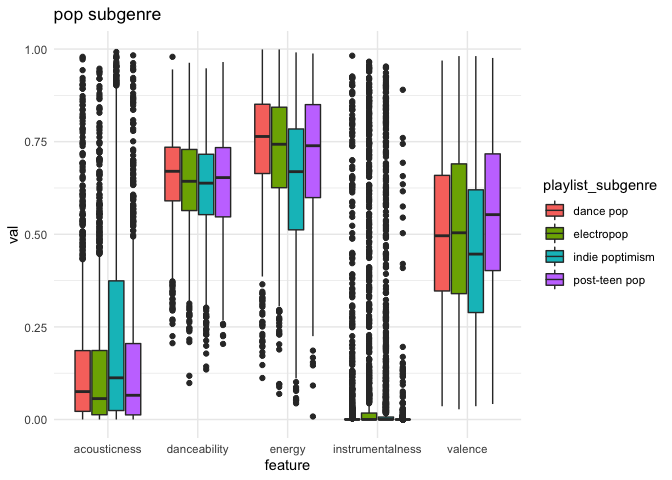 pop subgenre
1.00
0.75
0.50
0.25
0.00
val
acousticness danceability energy instrumentalness valence
feature
playlist_subgenre
dance pop
electropop
indie poptimism
post-teen pop